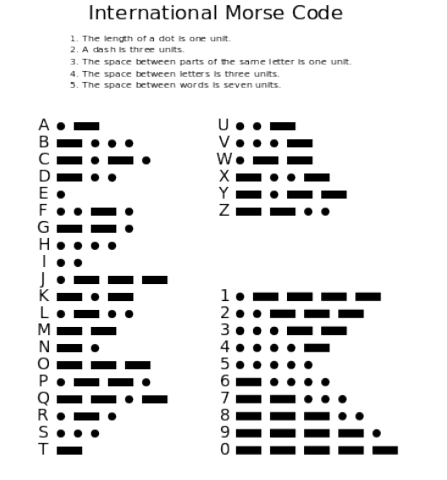 International Morse Code
1. The length of a dot is one unit.
2. A dash is three units.
3. The space between parts of the same letter is one unit.
4. The space between letters is three units.
5. The space between words is seven units.
A
B
C
D
E
F
G
H
I
J
K
L
M
N
O
P
Q
R
S
T
U
V
W
X
Y
Z
1
2
3
4
5
6
7
8
9
0